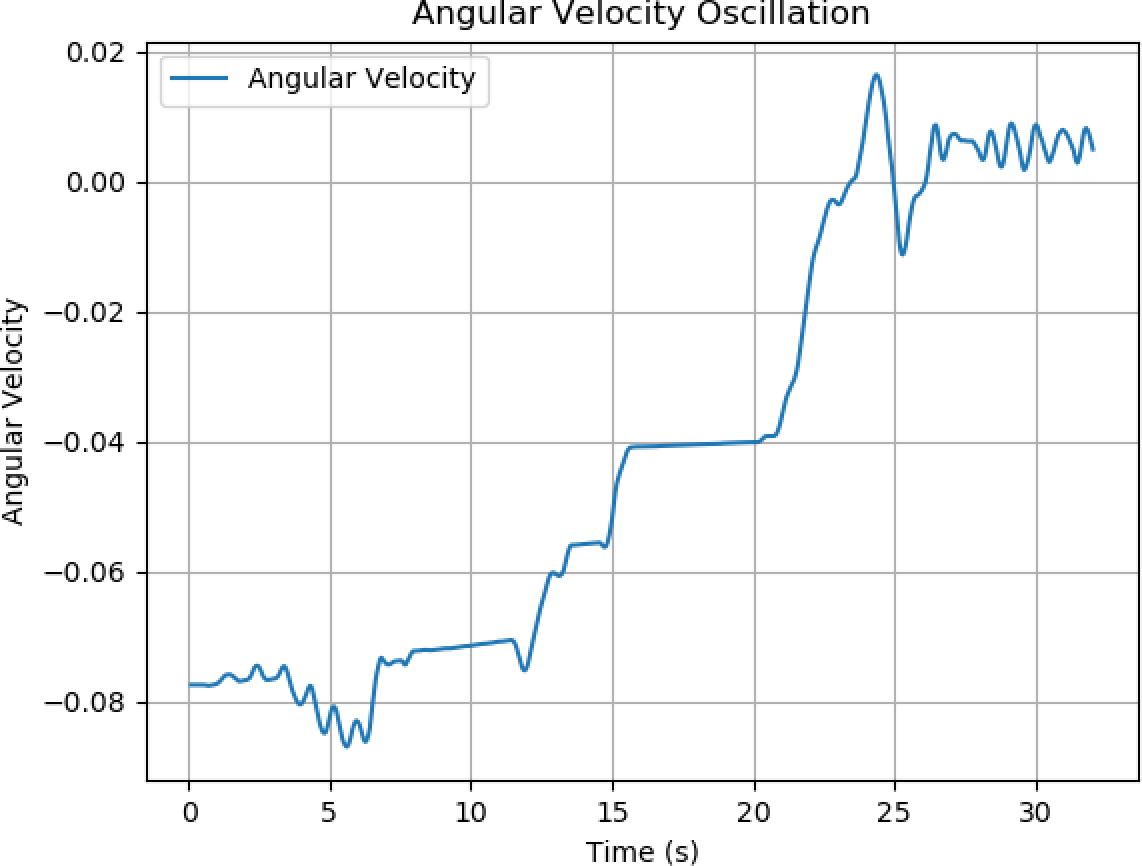 Angular Velocity Oscillation
Angular Velocity
0.02
0.00
−0.02
−0.04
−0.06
−0.08
Angular Velocity
0 5 10 15 20 25 30
Time (s)